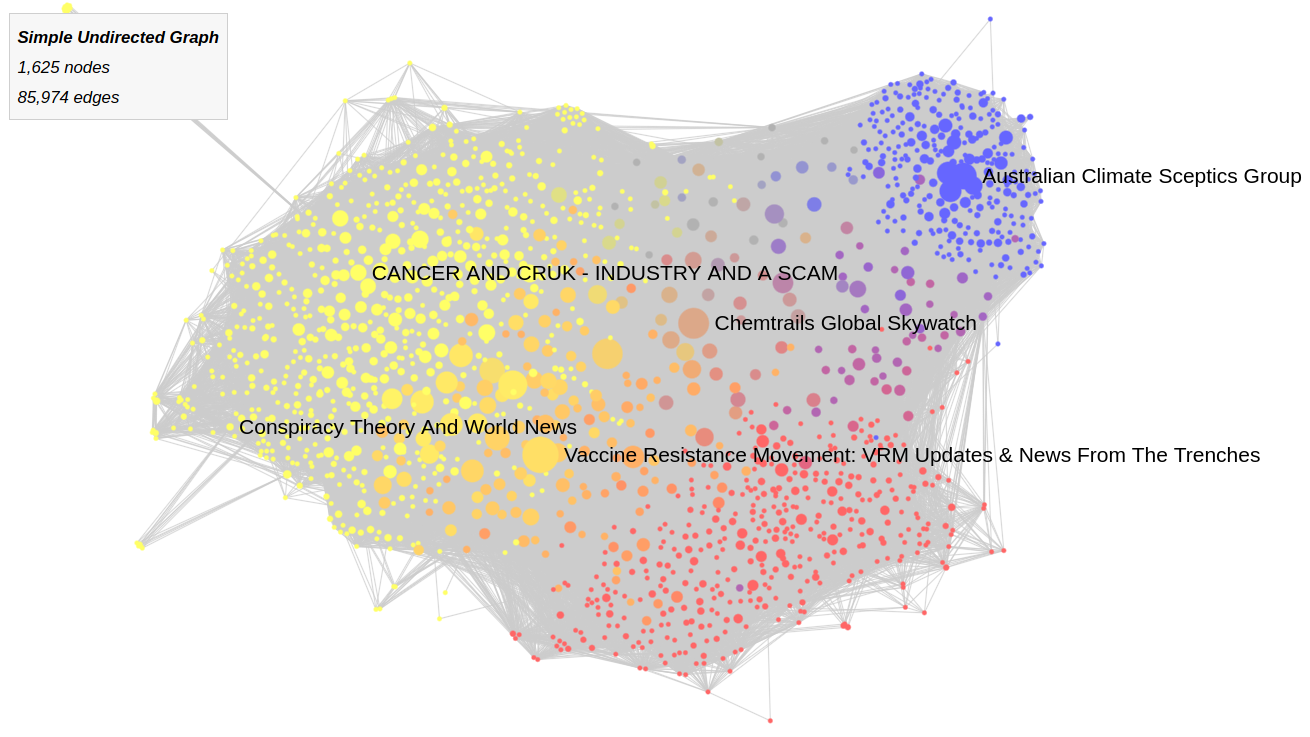 Simple Undirected Graph
1,625 nodes
85,974 edges
Australian Climate Sceptics Group
CANCER AND CRUK - INDUSTRY AND A SCAM
Chemtrails Global Skywatch
Conspiracy Theory And World News
Vaccine Resistance Movement: VRM Updates & News From The Trenches